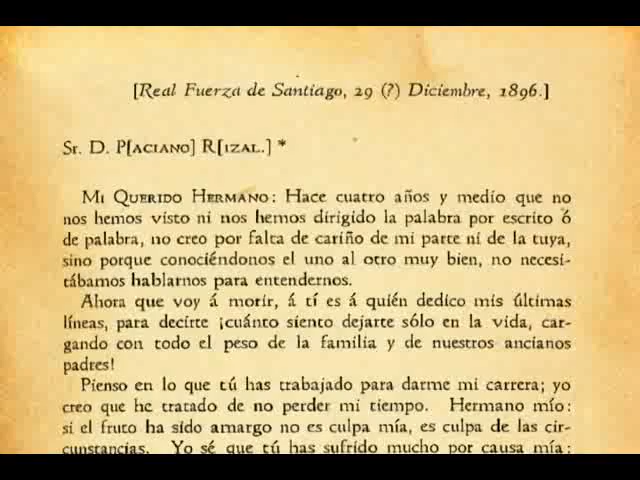 [Real Fuerza de Santiago, 29 (?) Diciembre, 1896.]
Sr. D. P[aciano] R[izal.] *
Mi Querido Hermano: Hace cuatro años y medio que no
nos hemos visto ni nos hemos dirigido la palabra por escrito ó
de palabra, no creo por falta de cariño de mi parte ni de la tuya,
sino porque conociéndonos el uno al otro muy bien, no necesi-
tábamos hablarnos para entendernos.
Ahora que voy á morir, á tí es á quién dedico mis últimas
líneas, para decirte ¡cuánto siento dejarte sólo en la vida, car-
gando con todo el peso de la familia y de nuestros ancianos
padres!
Pienso en lo que tú has trabajado para darme mi carrera; yo
creo que he tratado de no perder mi tiempo. Hermano mío:
si el fruto ha sido amargo no es culpa mía, es culpa de las cir-
cunstancias. Yo sé que tú has sufrido mucho por causa mía: